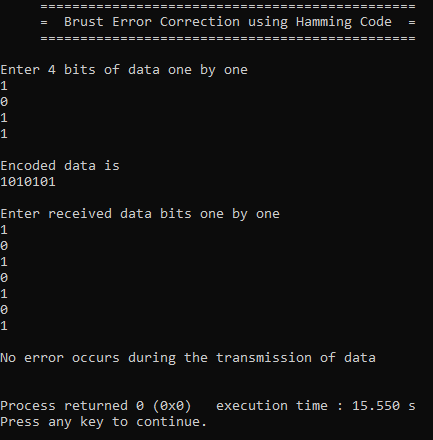 ===============================================
= Brust Error Correction using Hamming Code =
===============================================
Enter 4 bits of data one by one
1
0
1
1
Encoded data is
1010101
Enter received data bits one by one
1
0
1
0
1
0
1
No error occurs during the transmission of data
Process returned 0 (0x0) execution time : 15.550 s
Press any key to continue.